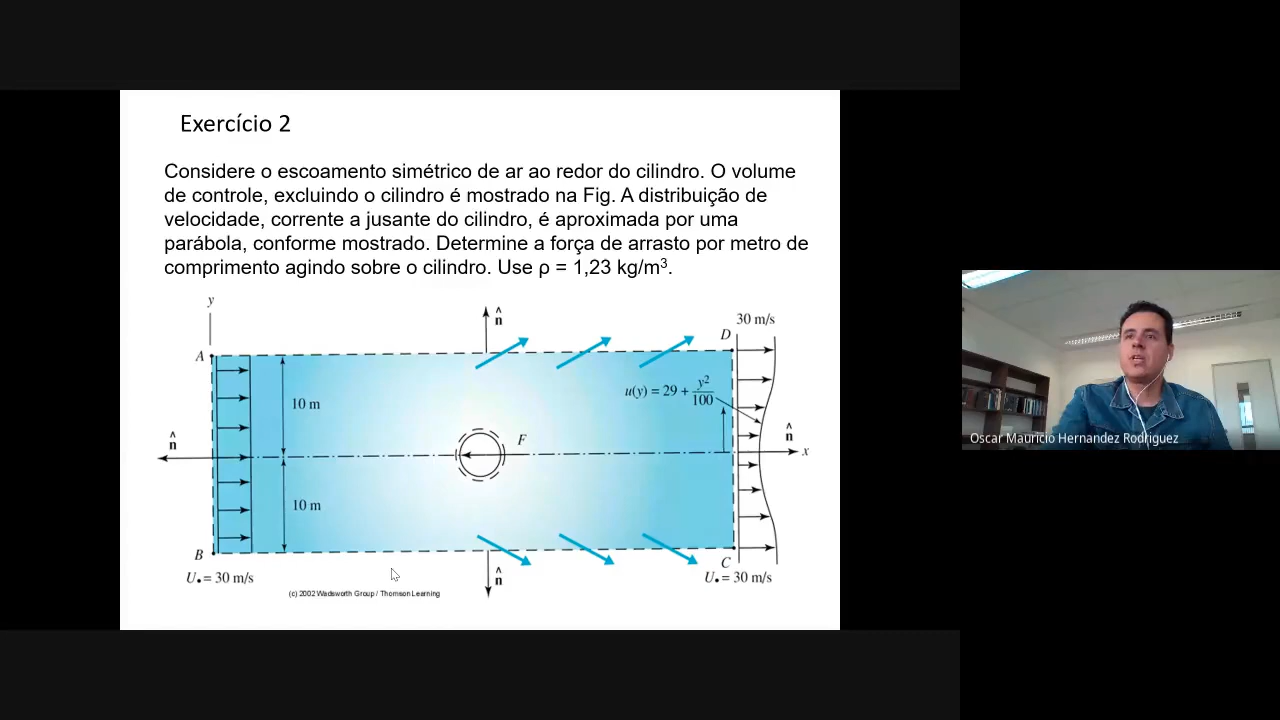 Exercício 2
Considere o escoamento simétrico de ar ao redor do cilindro. O volume
de controle, excluindo o cilindro é mostrado na Fig. A distribuição de
velocidade, corrente a jusante do cilindro, é aproximada por uma
parábola, conforme mostrado. Determine a força de arrasto por metro de
comprimento agindo sobre o cilindro. Use ρ = 1,23 kg/m³.
y
n̂
30 m/s
D
A
u(y) = 29 + y²/100
10 m
n̂
F
n̂
x
10 m
B
C
U• = 30 m/s
n̂
U• = 30 m/s
(c) 2002 Wadsworth Group / Thomson Learning
Oscar Mauricio Hernandez Rodriguez